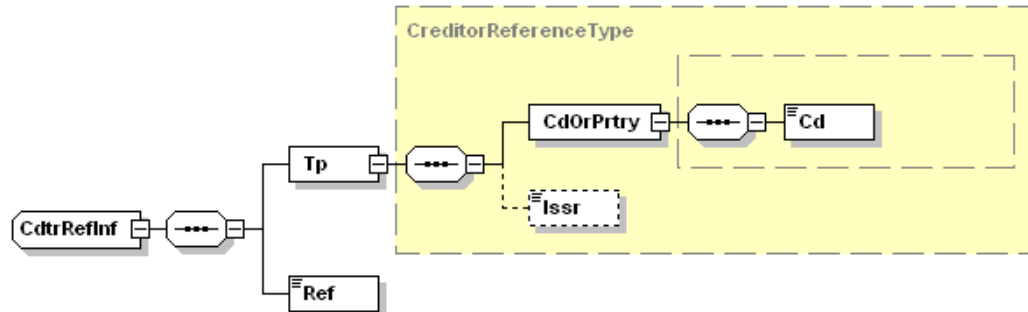 CreditorReferenceType
CdOrPrtry
Cd
Tp
Issr
CdtrRefInf
Ref